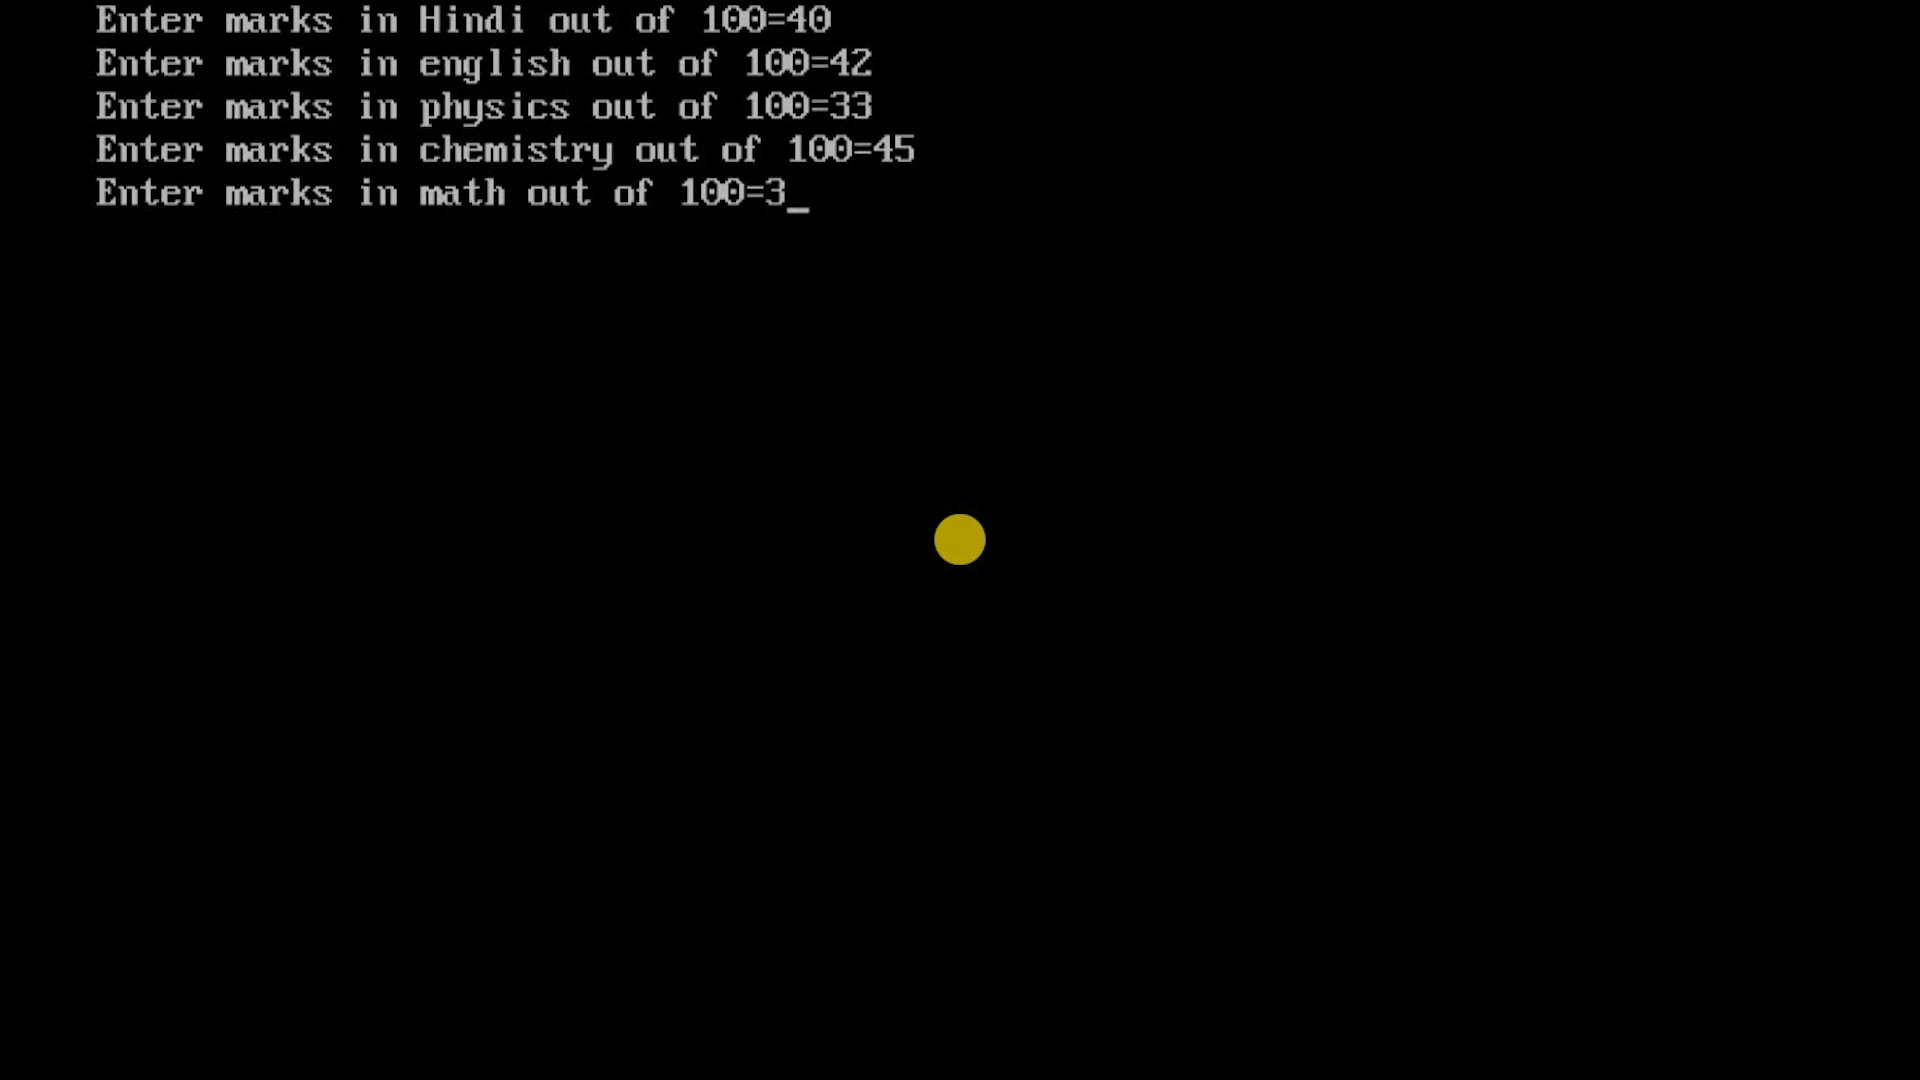 Enter marks in Hindi out of 100=40
Enter marks in english out of 100=42
Enter marks in physics out of 100=33
Enter marks in chemistry out of 100=45
Enter marks in math out of 100=3_